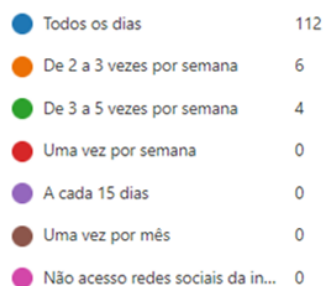 Todos os dias 112
De 2 a 3 vezes por semana 6
De 3 a 5 vezes por semana 4
Uma vez por semana 0
A cada 15 dias 0
Uma vez por mês 0
Não acesso redes sociais da in... 0